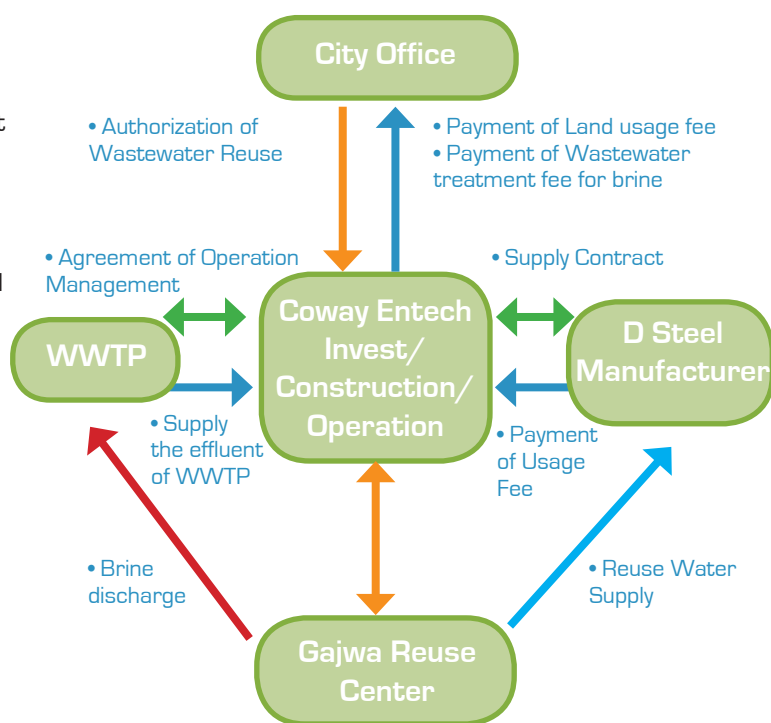 City Office
t
• Authorization of
Wastewater Reuse
• Payment of Land usage fee
• Payment of Wastewater
treatment fee for brine
• Agreement of Operation
Management
• Supply Contract
WWTP
Coway Entech
Invest/
Construction/
Operation
D Steel
Manufacturer
• Supply
the effluent
of WWTP
• Payment
of Usage
Fee
• Brine
discharge
• Reuse Water
Supply
Gajwa Reuse
Center